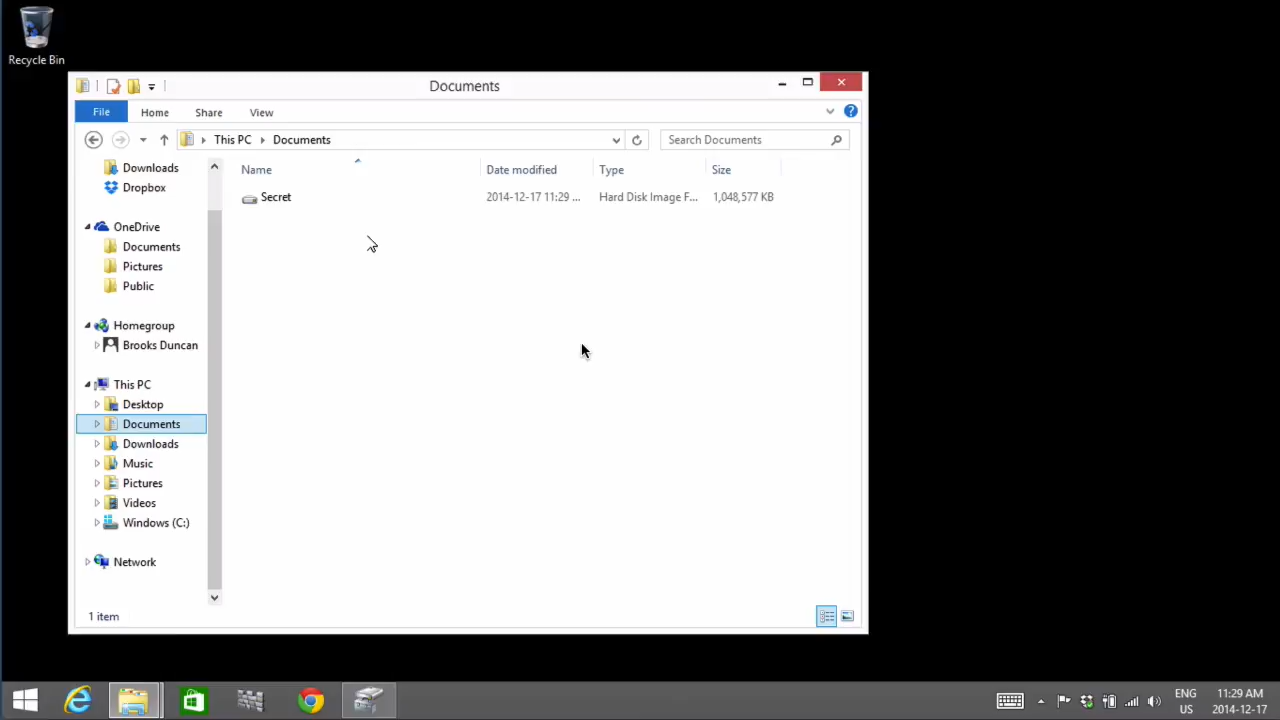 Recycle Bin
Documents
File Home Share View
This PC Documents
Search Documents
Name Date modified Type Size
Secret 2014-12-17 11:29 ... Hard Disk Image F... 1,048,577 KB
Downloads
Dropbox
OneDrive
Documents
Pictures
Public
Homegroup
Brooks Duncan
This PC
Desktop
Documents
Downloads
Music
Pictures
Videos
Windows (C:)
Network
1 item
ENG 11:29 AM
US 2014-12-17